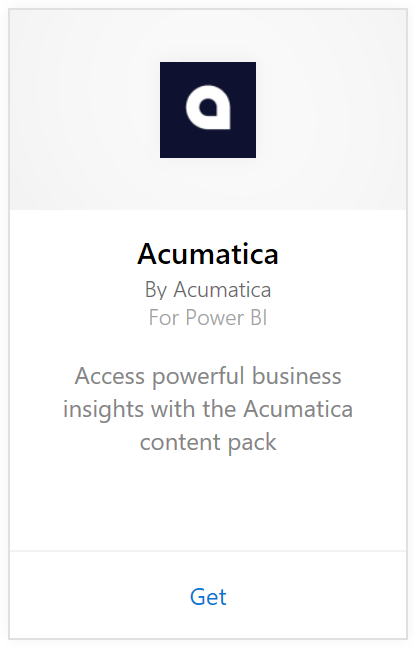 Acumatica
By Acumatica
For Power BI
Access powerful business
insights with the Acumatica
content pack
Get